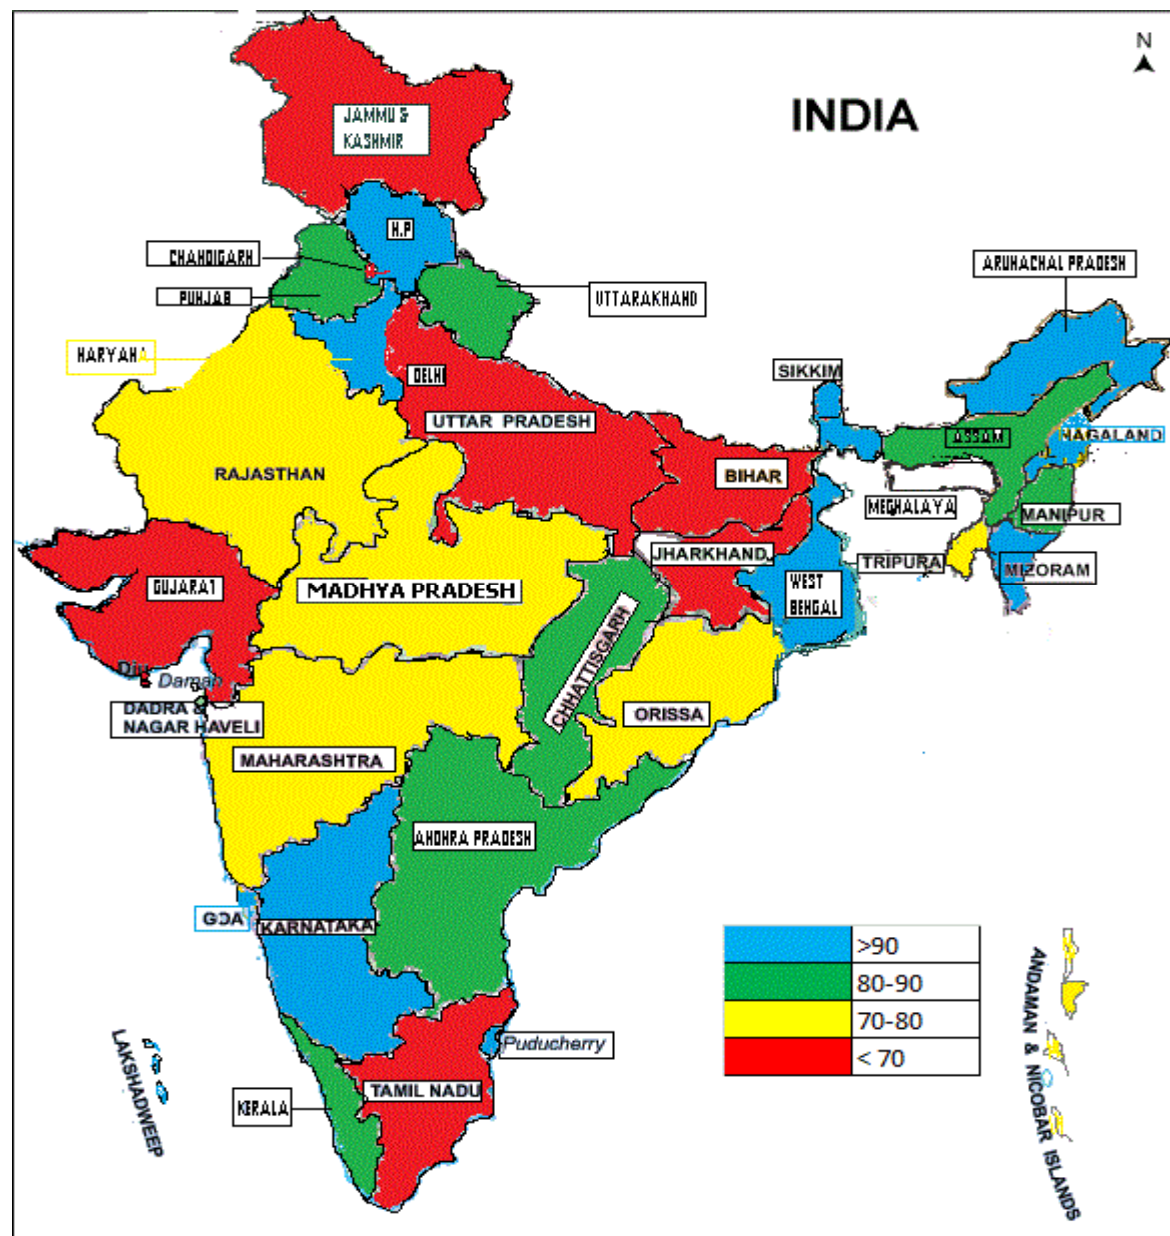 N
INDIA
JAMMU &
KASHMIR
H.P
CHANDIGARH
PUNJAB
UTTARAKHAND
ARUNACHAL PRADESH
HARYANA
DELHI
SIKKIM
UTTAR PRADESH
NAGALAND
ASSAM
RAJASTHAN
BIHAR
MEGHALAYA
MANIPUR
JHARKHAND
TRIPURA
MIZORAM
GUJARAT
MADHYA PRADESH
WEST
BENGAL
CHHATTISGARH
Diu
Daman
DADRA &
NAGAR HAVELI
ORISSA
MAHARASHTRA
ANDHRA PRADESH
GOA
KARNATAKA
>90
80-90
70-80
< 70
ANDAMAN & NICOBAR ISLANDS
Puducherry
LAKSHADWEEP
TAMIL NADU
KERALA